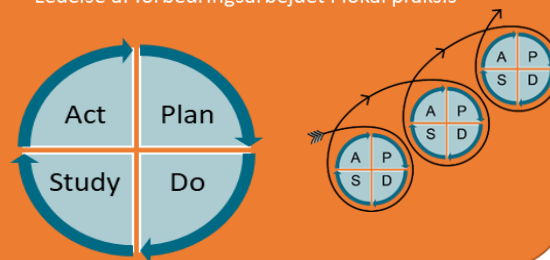 Ledelse af forbedringsarbejdet i lokal praksis
Act Plan
Study Do
A P
S D
A P
S D
A P
S D